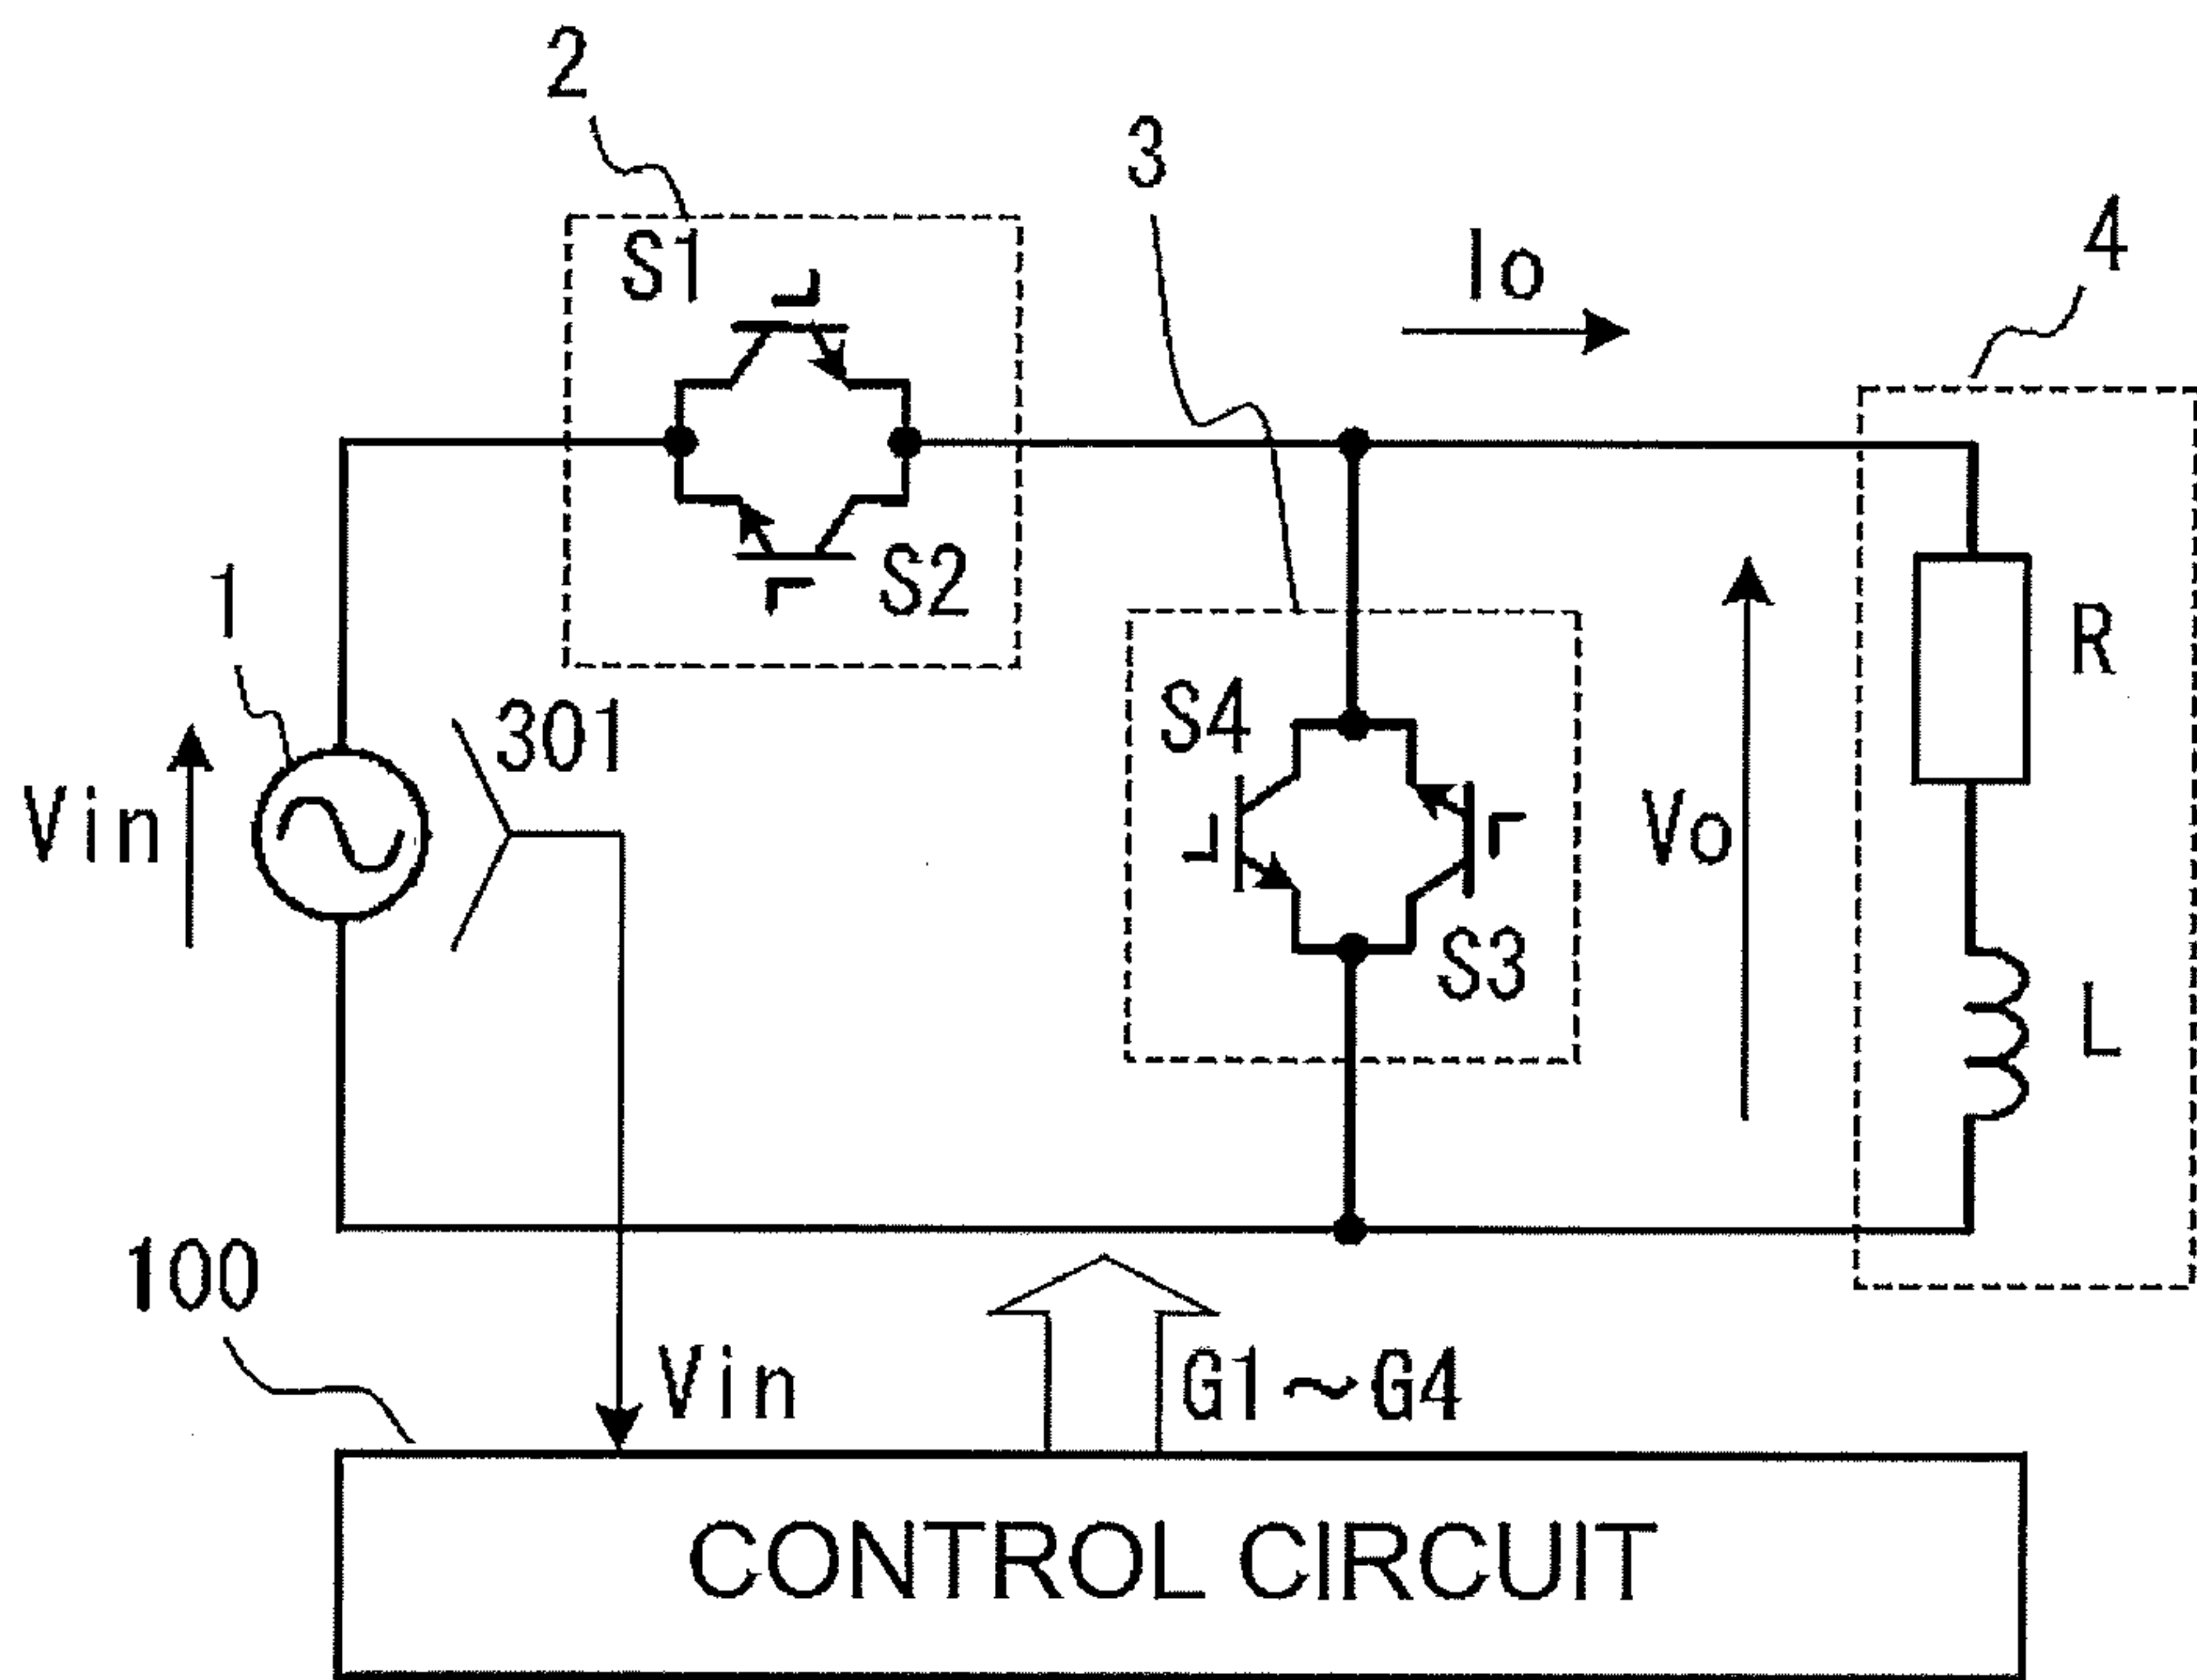 2
3
4
S1
Io
S2
1
301
R
S4
Vin
Vo
S3
L
100
Vin
G1～G4
CONTROL CIRCUIT